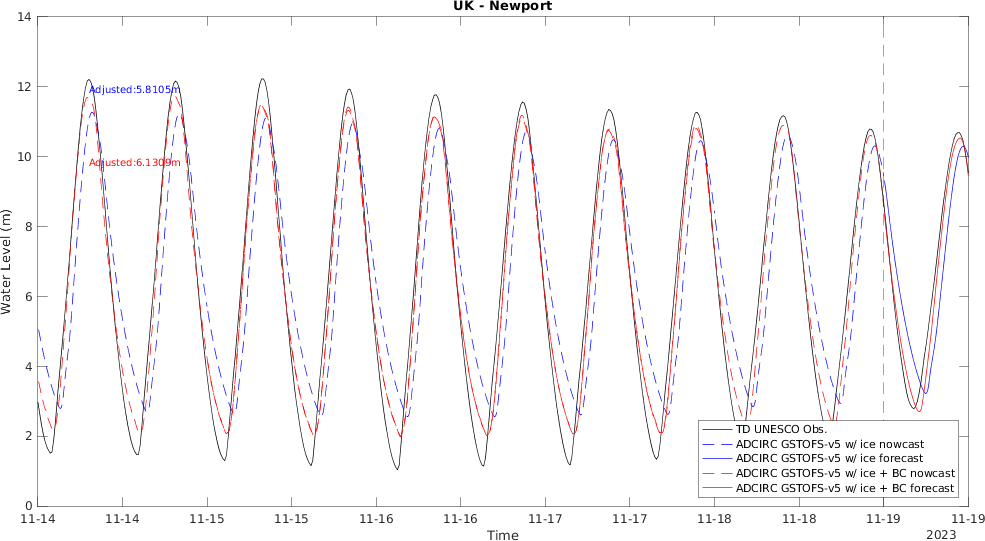 UK - Newport
14
12
10
8
6
4
2
0
Water Level (m)
Adjusted:5.8105m
Adjusted:6.1309m
TD UNESCO Obs.
ADCIRC GSTOFS-v5 w/ ice nowcast
ADCIRC GSTOFS-v5 w/ ice forecast
ADCIRC GSTOFS-v5 w/ ice + BC nowcast
ADCIRC GSTOFS-v5 w/ ice + BC forecast
11-14 11-14 11-15 11-15 11-16 11-16 11-17 11-17 11-18 11-18 11-19 11-19
Time
2023